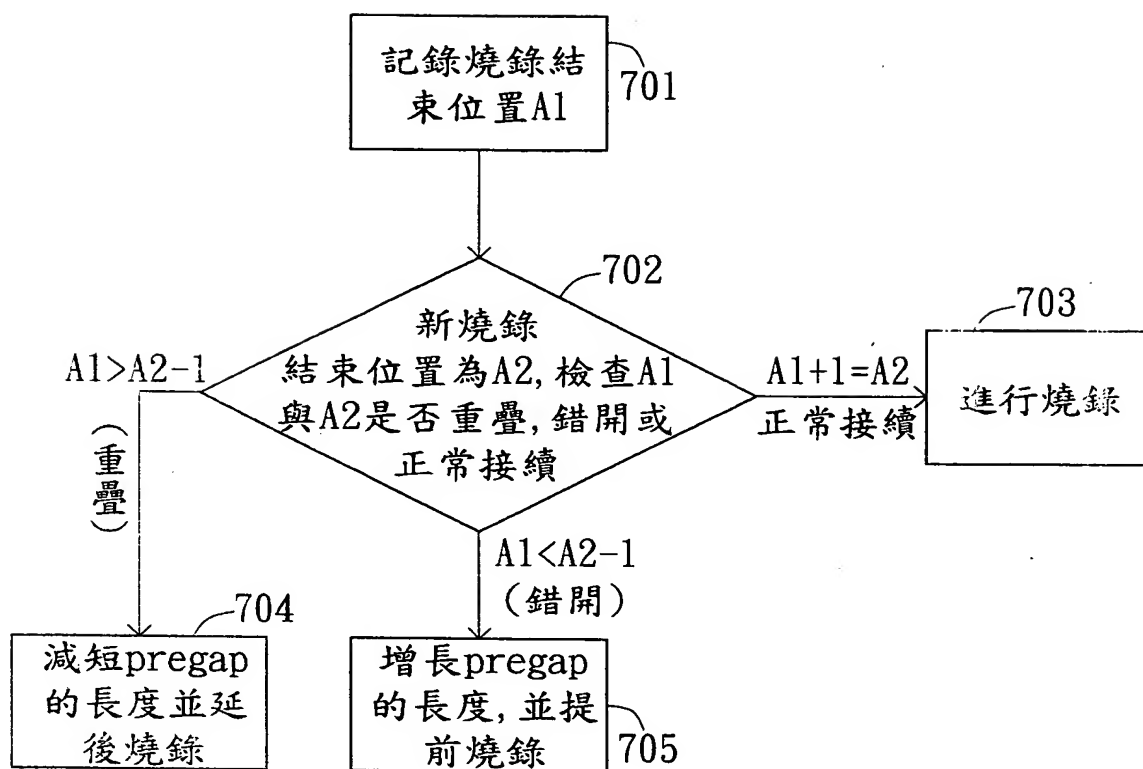 記錄燒錄結
束位置A1
701
702
新燒錄
結束位置為A2,檢查A1
與A2是否重疊,錯開或
正常接續
A1>A2-1
(重疊)
A1+1=A2
正常接續
703
進行燒錄
A1<A2-1
(錯開)
704
減短pregap
的長度並延
後燒錄
增長pregap
的長度,並提
前燒錄
705